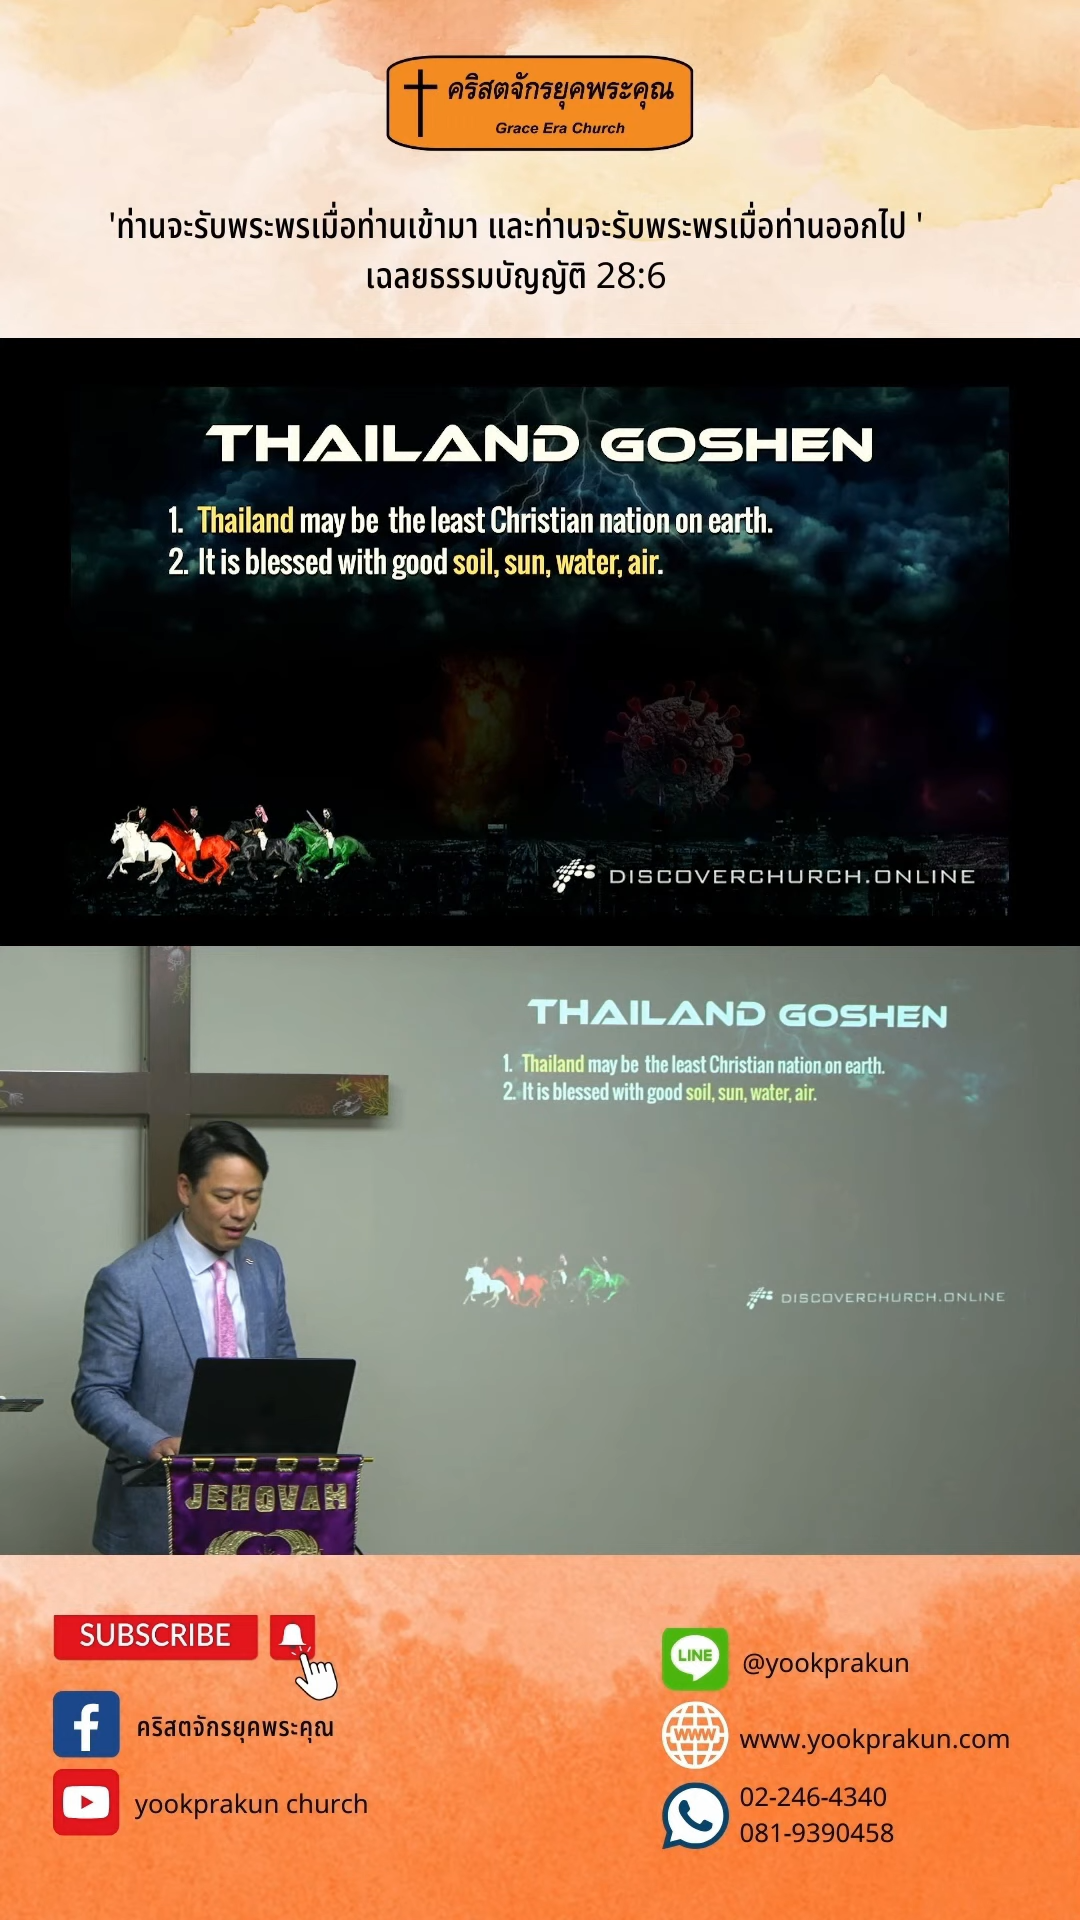 คริสตจักรยุคพระคุณ
Grace Era Church
'ท่านจะรับพระพรเมื่อท่านเข้ามา และท่านจะรับพระพรเมื่อท่านออกไป '
เฉลยธรรมบัญญัติ 28:6
THAILAND GOSHEN
1. Thailand may be the least Christian nation on earth.
2. It is blessed with good soil, sun, water, air.
DISCOVERCHURCH.ONLINE
THAILAND GOSHEN
1. Thailand may be the least Christian nation on earth.
2. It is blessed with good soil, sun, water, air.
DISCOVERCHURCH.ONLINE
JEHOVAH
SUBSCRIBE
คริสตจักรยุคพระคุณ
yookprakun church
LINE
@yookprakun
WWW
www.yookprakun.com
02-246-4340
081-9390458